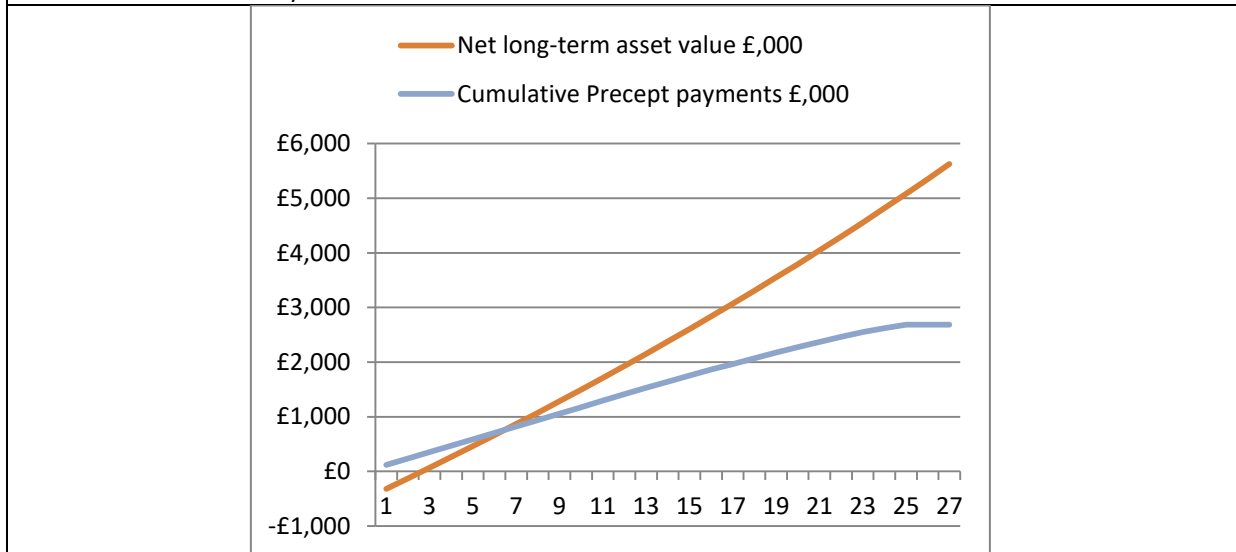 Net long-term asset value £,000
Cumulative Precept payments £,000
£6,000
£5,000
£4,000
£3,000
£2,000
£1,000
£0
-£1,000
1 3 5 7 9 11 13 15 17 19 21 23 25 27